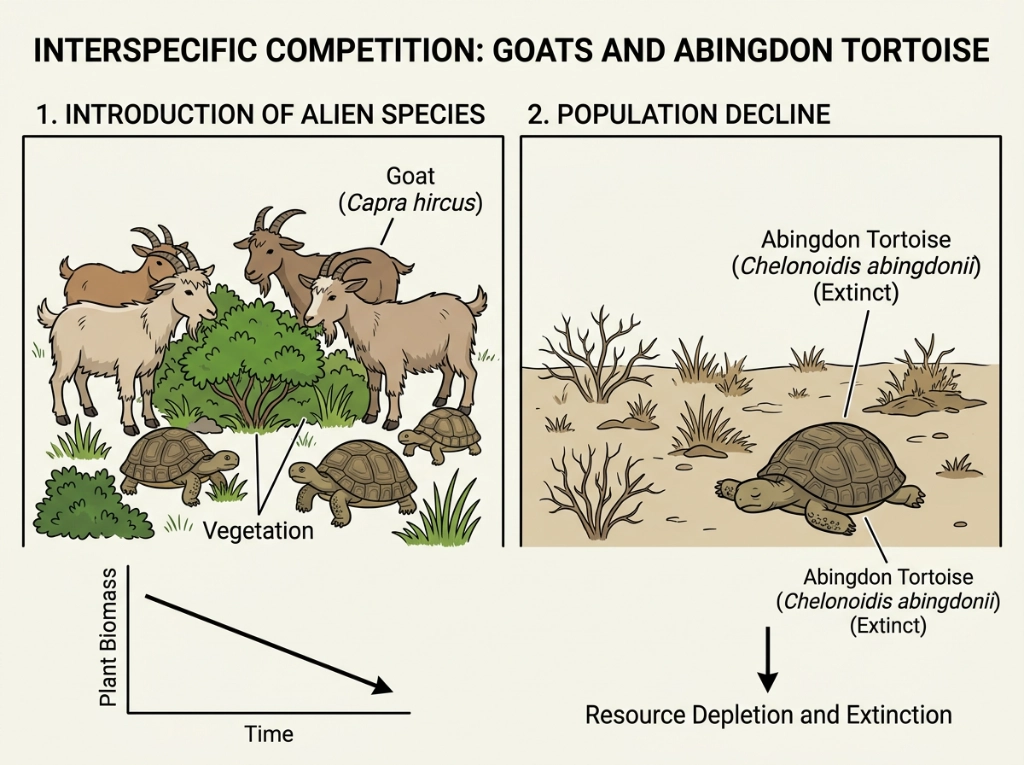 INTERSPECIFIC COMPETITION: GOATS AND ABINGDON TORTOISE
1. INTRODUCTION OF ALIEN SPECIES
Goat
(Capra hircus)
Vegetation
Plant Biomass
Time
2. POPULATION DECLINE
Abingdon Tortoise
(Chelonoidis abingdonii)
(Extinct)
Abingdon Tortoise
(Chelonoidis abingdonii)
(Extinct)
Resource Depletion and Extinction